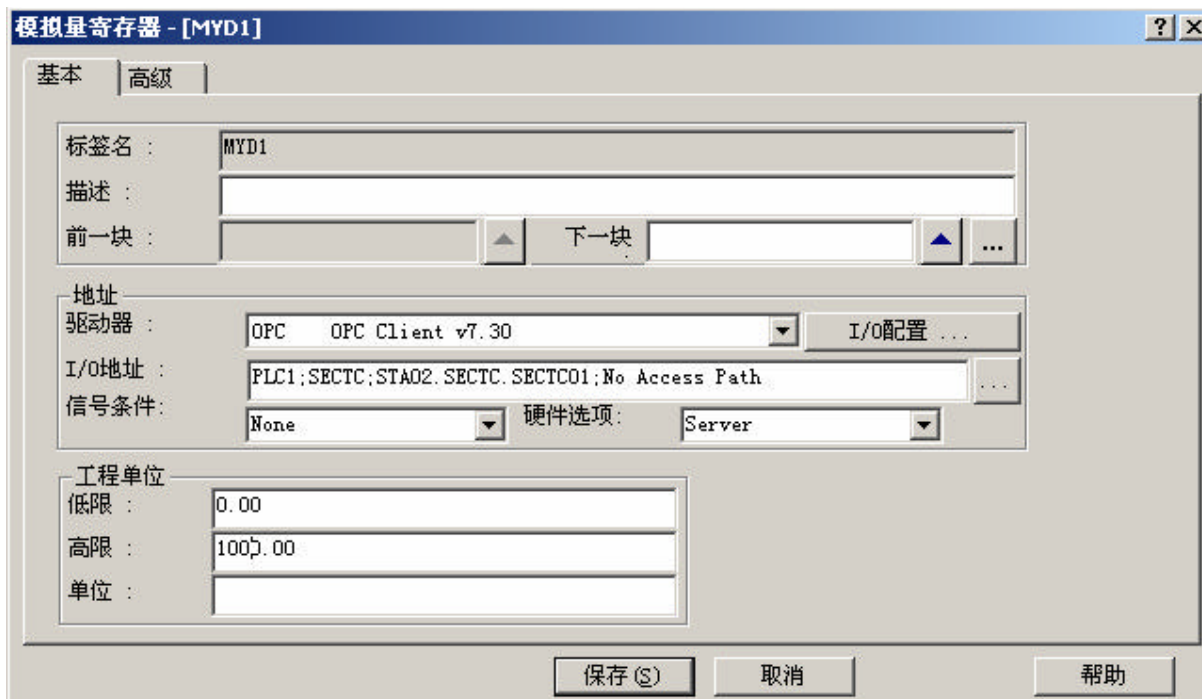 模拟量寄存器 - [MYD1]
基本 高级
标签名 : MYD1
描述 :
前一块 : 下一块 : ...
地址
驱动器 : OPC OPC Client v7.30 I/O配置 ...
I/O地址 : PLC1;SECTC;STA02.SECTC.SECTC01;No Access Path ...
信号条件: None 硬件选项: Server
工程单位
低限 : 0.00
高限 : 1000.00
单位 :
保存(S) 取消 帮助